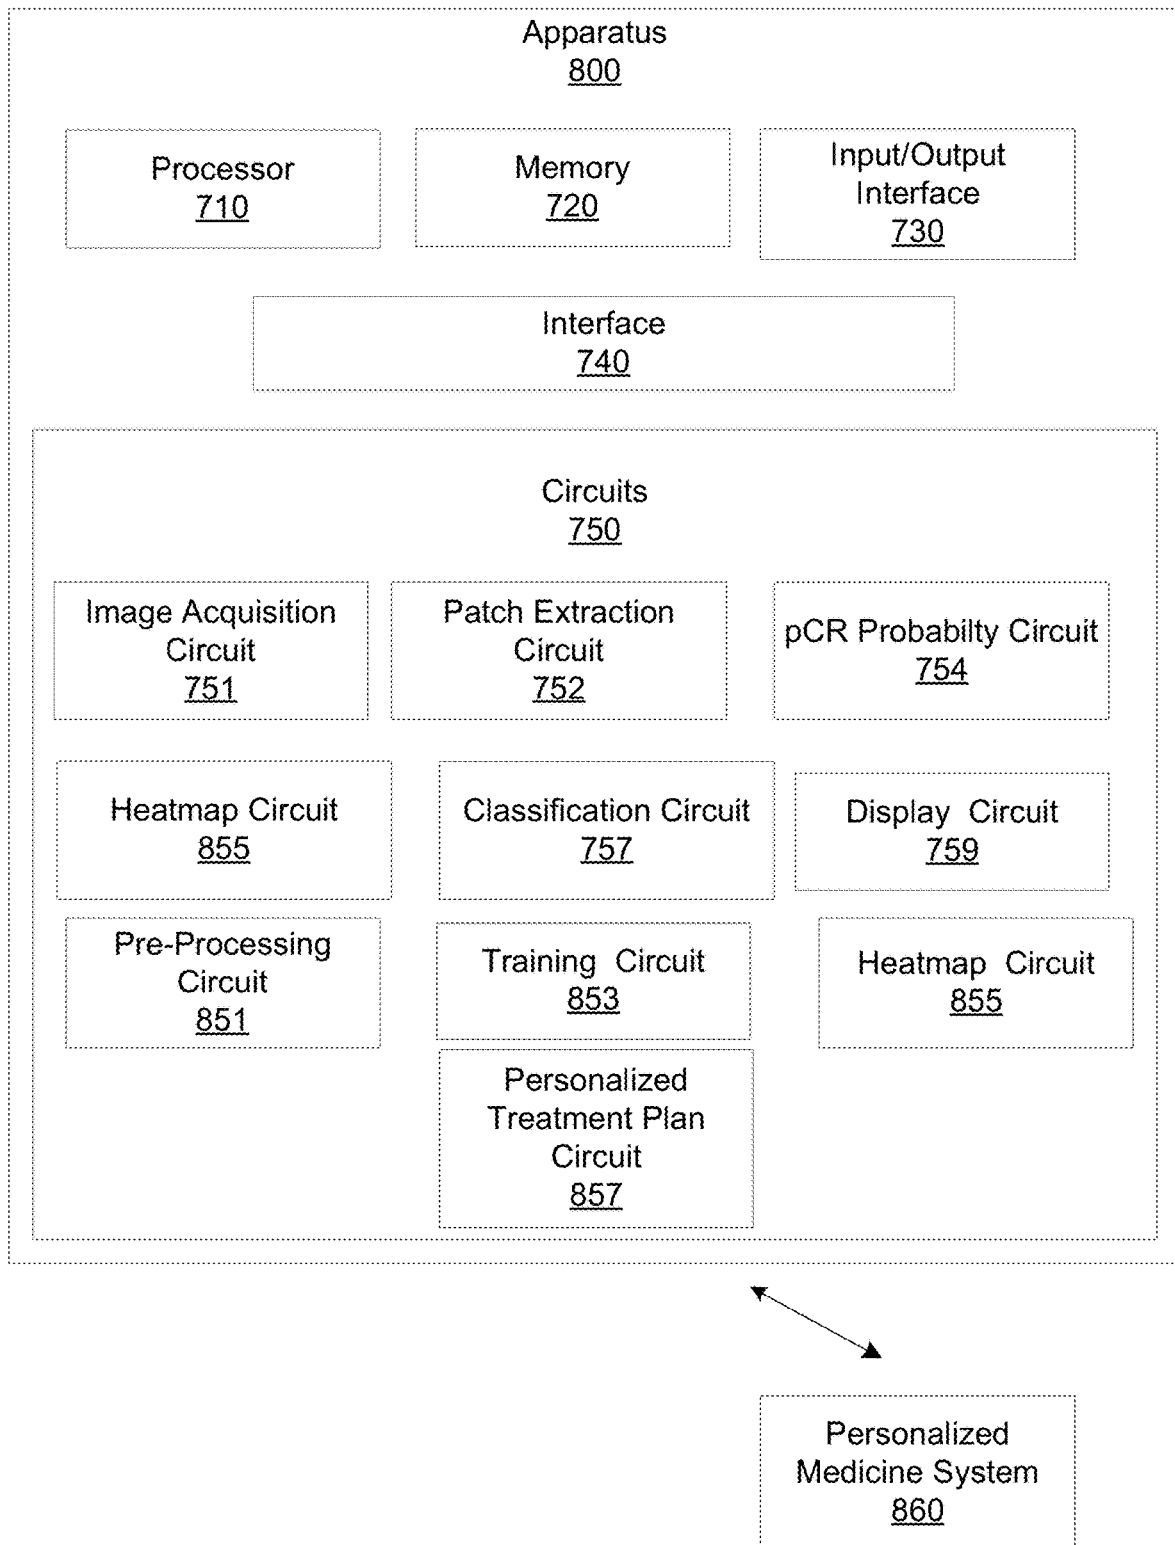 Apparatus
800
Processor
710
Memory
720
Input/Output
Interface
730
Interface
740
Circuits
750
Image Acquisition
Circuit
751
Patch Extraction
Circuit
752
pCR Probabilty Circuit
754
Heatmap Circuit
855
Classification Circuit
757
Display Circuit
759
Pre-Processing
Circuit
851
Training Circuit
853
Heatmap Circuit
855
Personalized
Treatment Plan
Circuit
857
Personalized
Medicine System
860